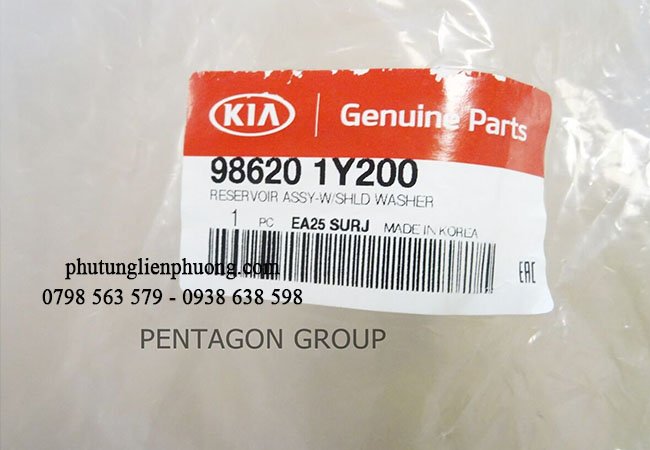 KIA Genuine Parts
98620 1Y200
RESERVOIR ASSY-W/SHLD WASHER
1 PC EA25 SURJ MADE IN KOREA
EAC
phutunglienphuong.com
0798 563 579 - 0938 638 598
PENTAGON GROUP